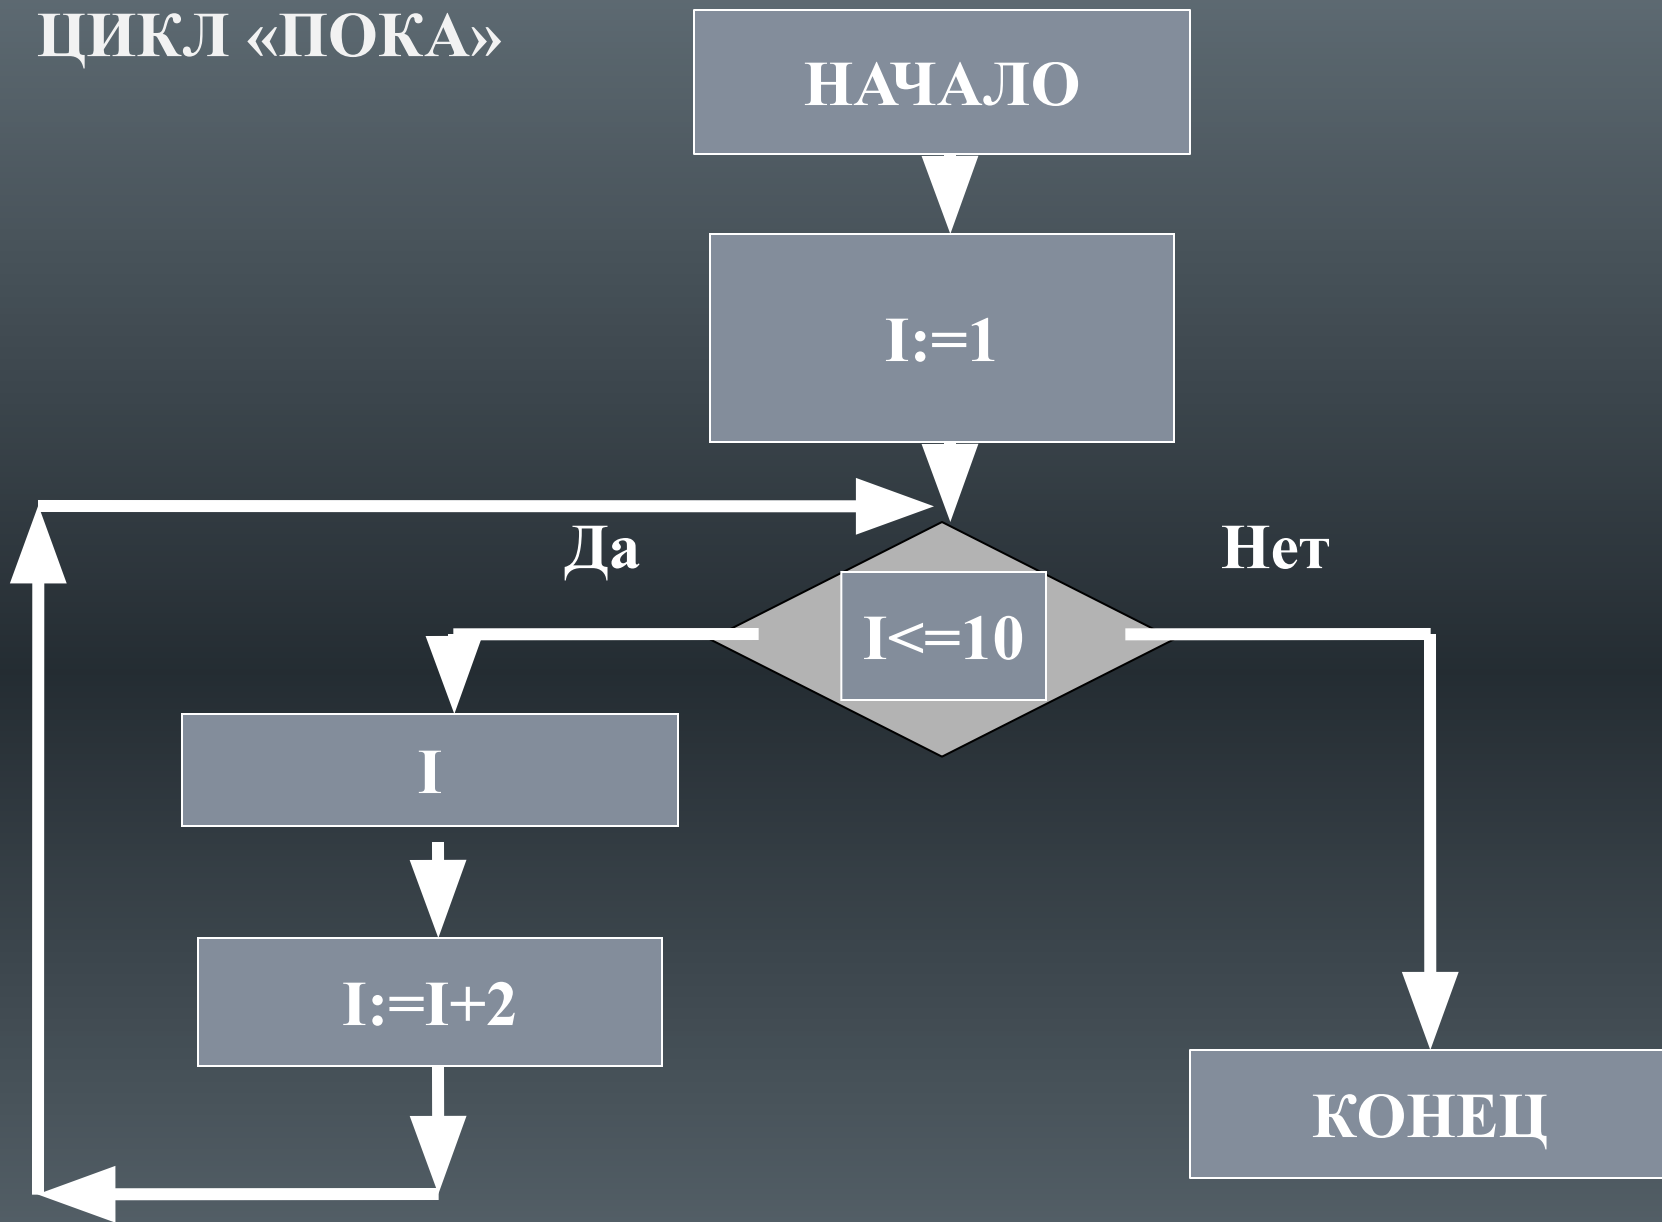 ЦИКЛ «ПОКА»
НАЧАЛО
I:=1
Да
Нет
I<=10
I
I:=I+2
КОНЕЦ